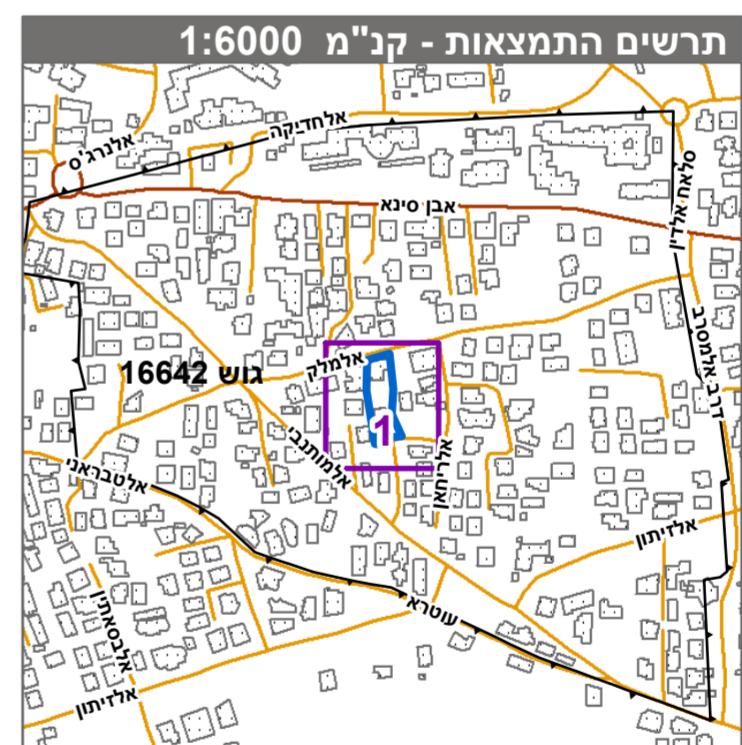 תרשים התמצאות - קנ"מ 1:6000
אלחדיקה
אלנרג'ס
סלאח אלדין
אבן סינא
דרב אלמסרב
אלמלק
גוש 16642
1
אלמותנבי
אלריחאן
אלטבראני
אלזיתון
אלבסאתין
עוטרא
אלזיתון